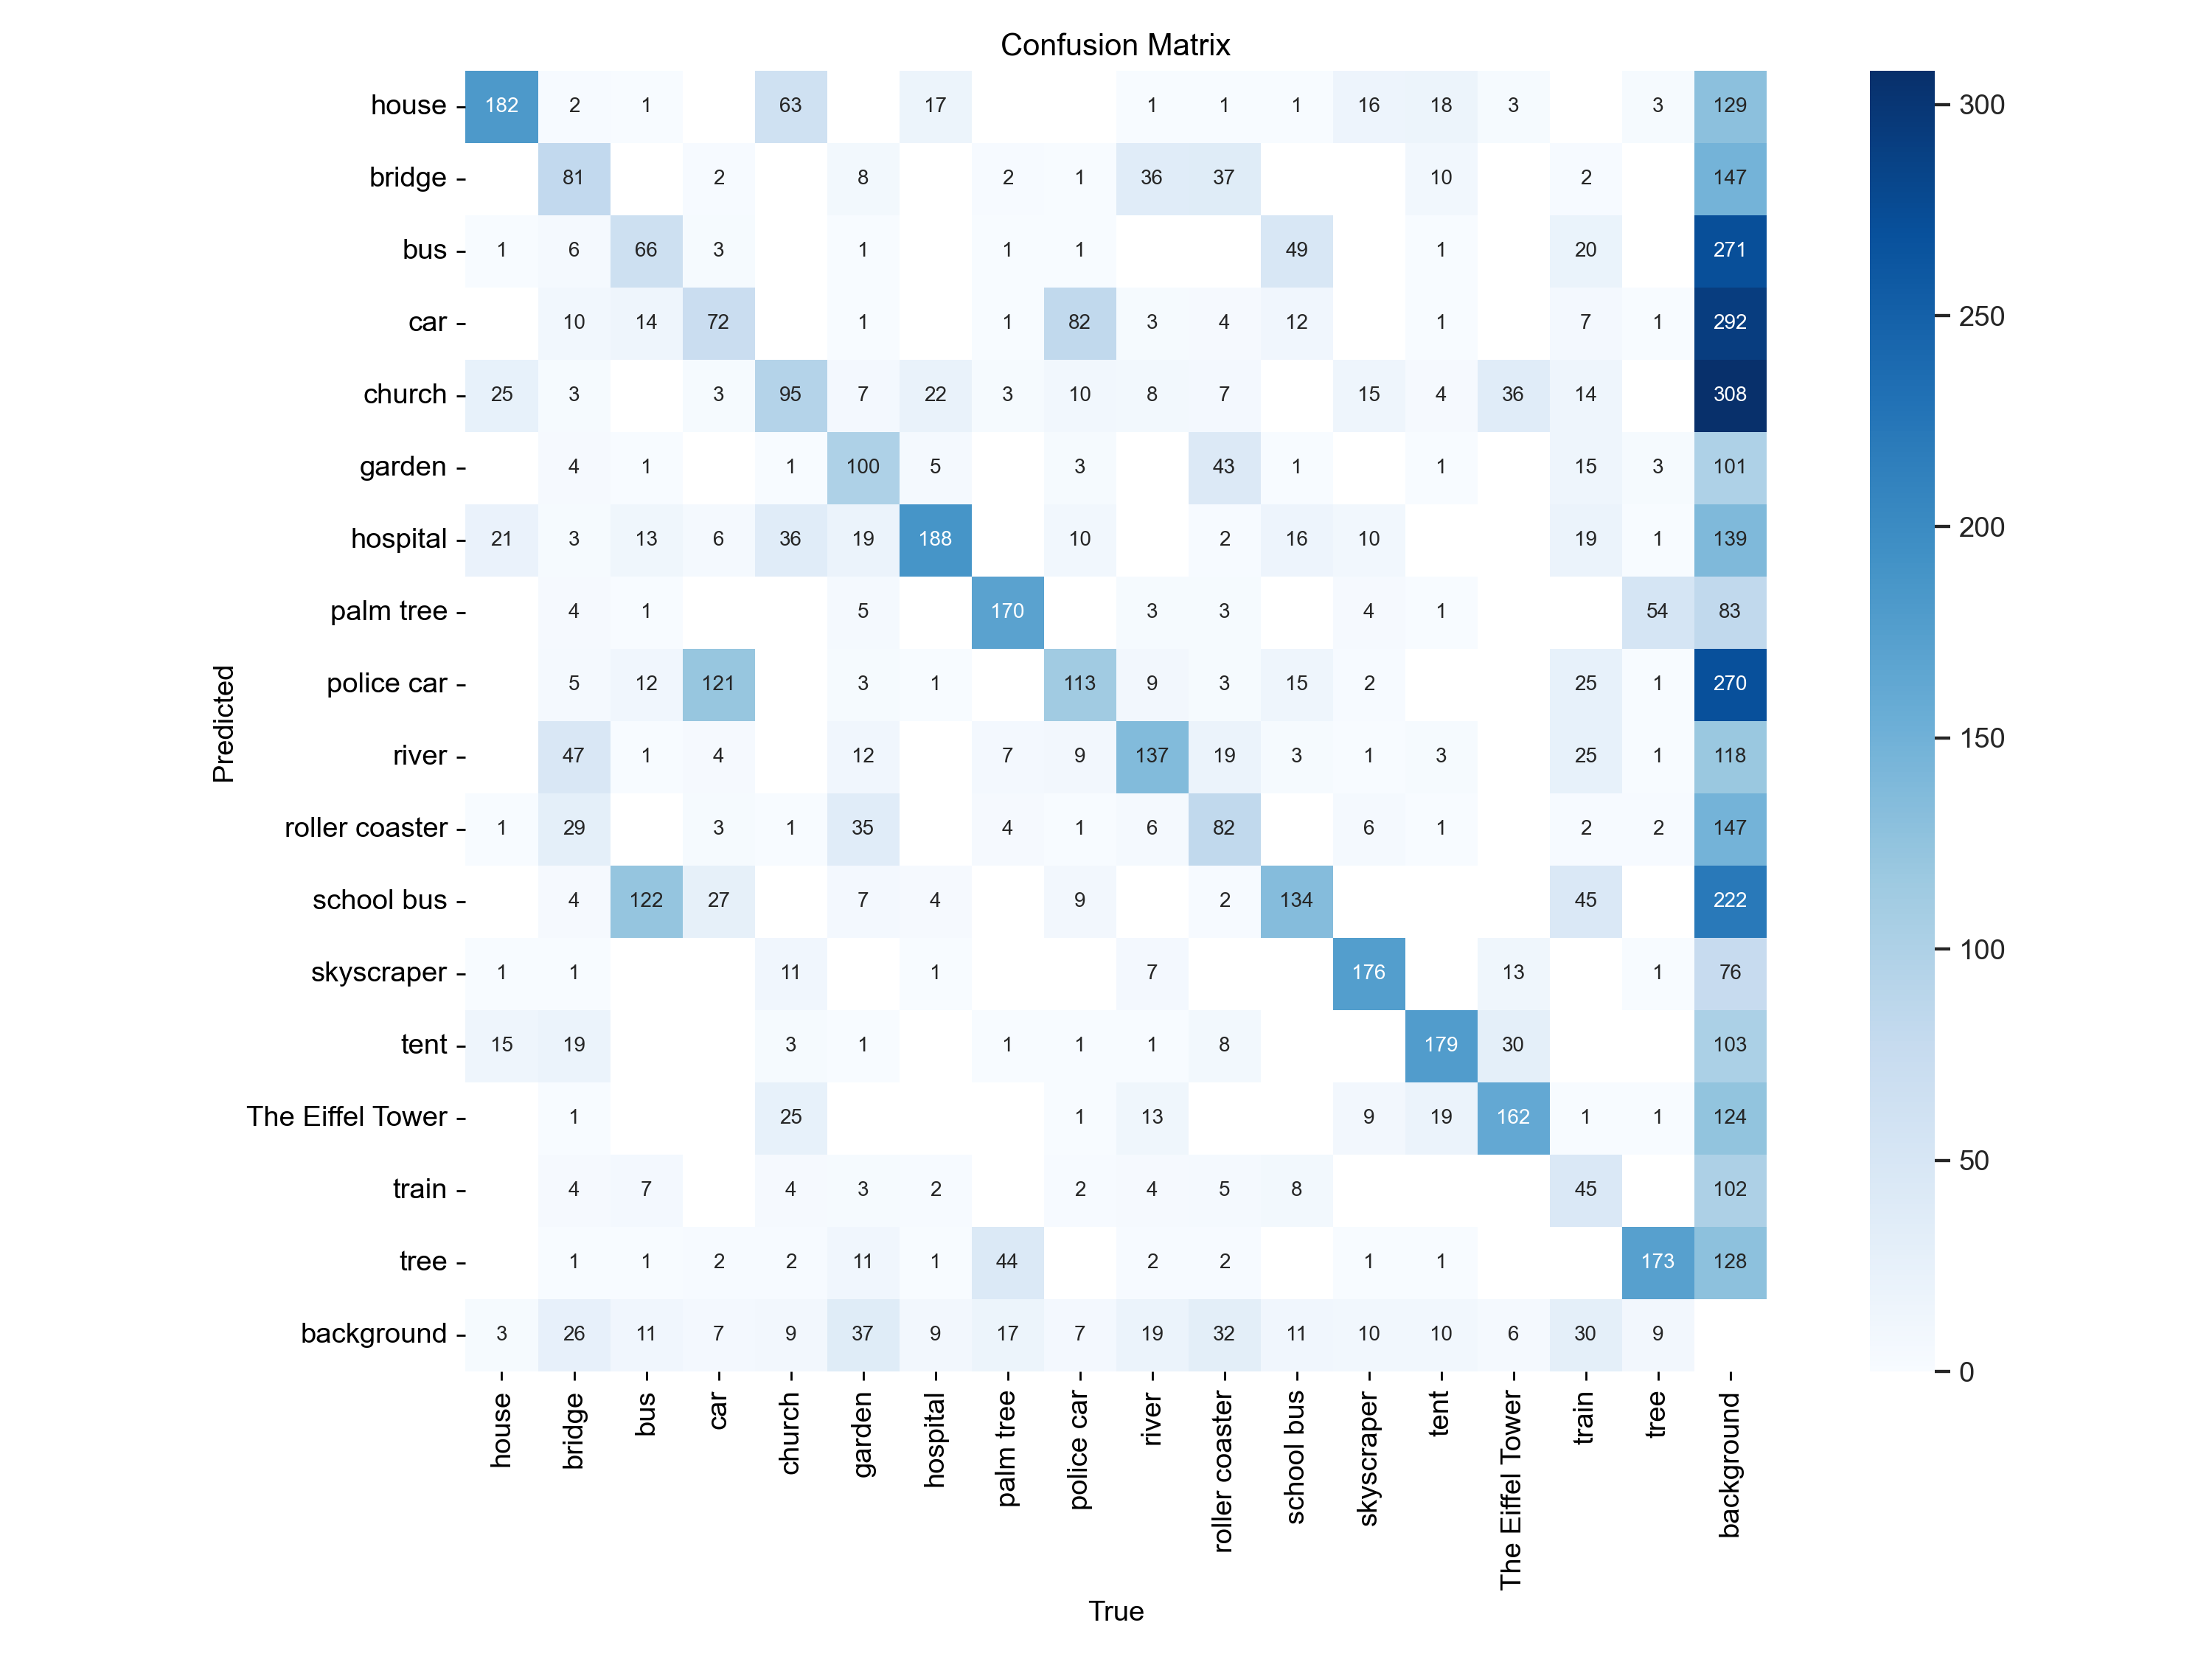 Confusion Matrix
house 182 2 1 63 17 1 1 1 16 18 3 3 129
bridge 81 2 8 2 1 36 37 10 2 147
bus 1 6 66 3 1 1 1 49 1 20 271
car 10 14 72 1 1 82 3 4 12 1 7 1 292
church 25 3 3 95 7 22 3 10 8 7 15 4 36 14 308
garden 4 1 1 100 5 3 43 1 1 15 3 101
hospital 21 3 13 6 36 19 188 10 2 16 10 19 1 139
palm tree 4 1 5 170 3 3 4 1 54 83
police car 5 12 121 3 1 113 9 3 15 2 25 1 270
river 47 1 4 12 7 9 137 19 3 1 3 25 1 118
roller coaster 1 29 3 1 35 4 1 6 82 6 1 2 2 147
school bus 4 122 27 7 4 9 2 134 45 222
skyscraper 1 1 11 1 7 176 13 1 76
tent 15 19 3 1 1 1 1 8 179 30 103
The Eiffel Tower 1 25 1 13 9 19 162 1 1 124
train 4 7 4 3 2 2 4 5 8 45 102
tree 1 1 2 2 11 1 44 2 2 1 1 173 128
background 3 26 11 7 9 37 9 17 7 19 32 11 10 10 6 30 9
Predicted
house
bridge
bus
car
church
garden
hospital
palm tree
police car
river
roller coaster
school bus
skyscraper
tent
The Eiffel Tower
train
tree
background
True
300
250
200
150
100
50
0